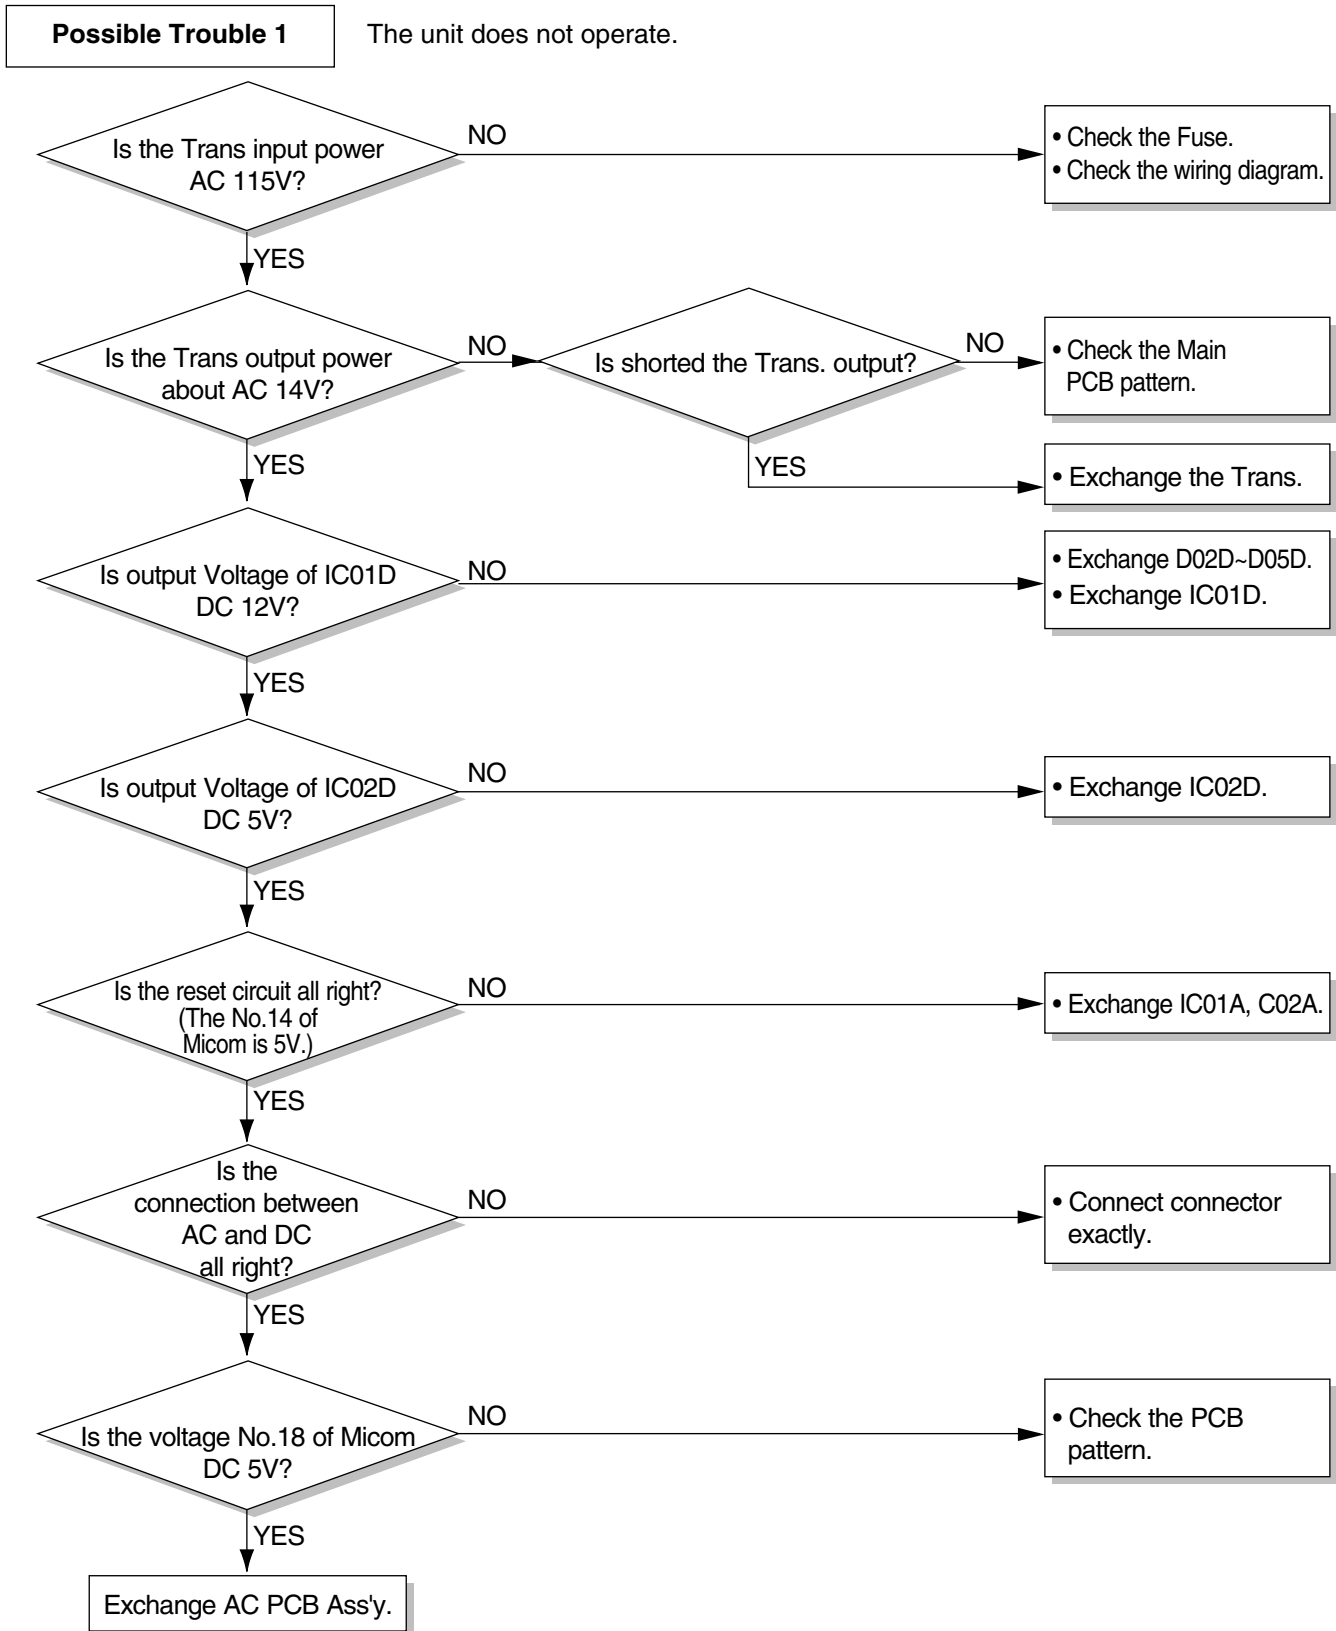 Possible Trouble 1
The unit does not operate.
Is the Trans input power
AC 115V?
NO
• Check the Fuse.
• Check the wiring diagram.
YES
Is the Trans output power
about AC 14V?
NO
Is shorted the Trans. output?
NO
• Check the Main
PCB pattern.
YES
YES
• Exchange the Trans.
Is output Voltage of IC01D
DC 12V?
NO
• Exchange D02D~D05D.
• Exchange IC01D.
YES
Is output Voltage of IC02D
DC 5V?
NO
• Exchange IC02D.
YES
Is the reset circuit all right?
(The No.14 of
Micom is 5V.)
NO
• Exchange IC01A, C02A.
YES
Is the
connection between
AC and DC
all right?
NO
• Connect connector
exactly.
YES
Is the voltage No.18 of Micom
DC 5V?
NO
• Check the PCB
pattern.
YES
Exchange AC PCB Ass'y.